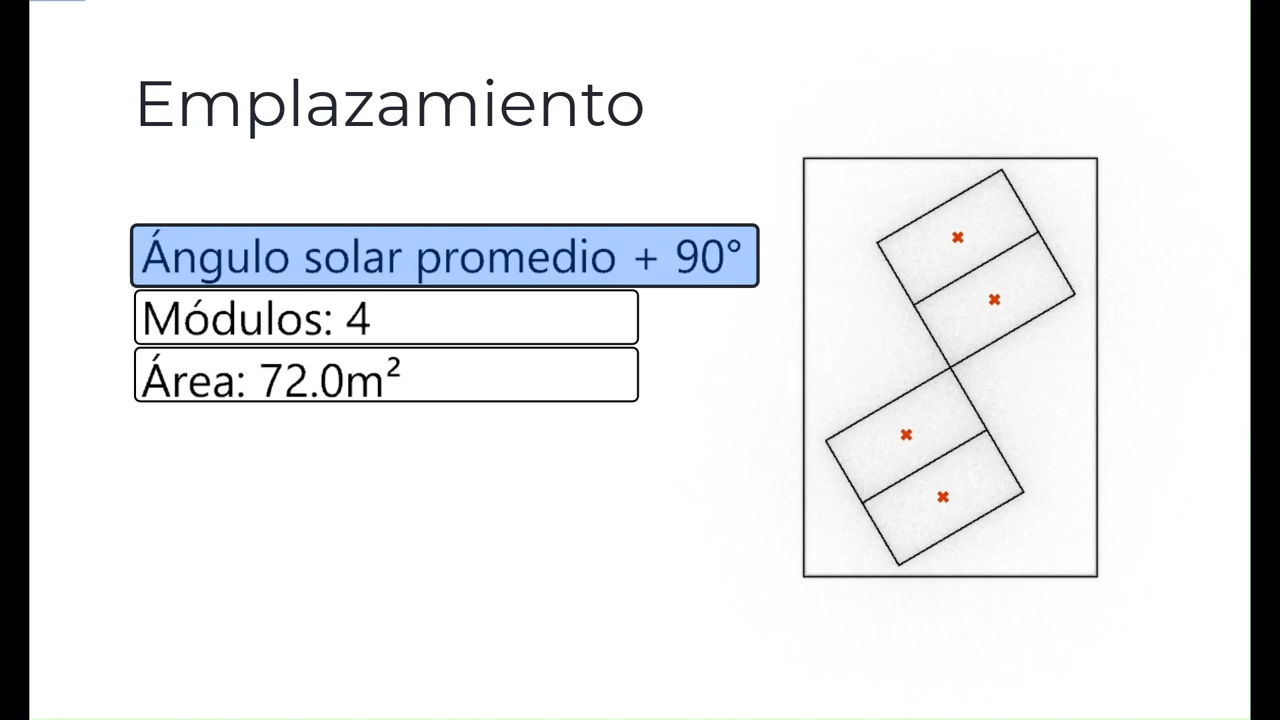 Emplazamiento
Ángulo solar promedio + 90°
Módulos: 4
Área: 72.0m²